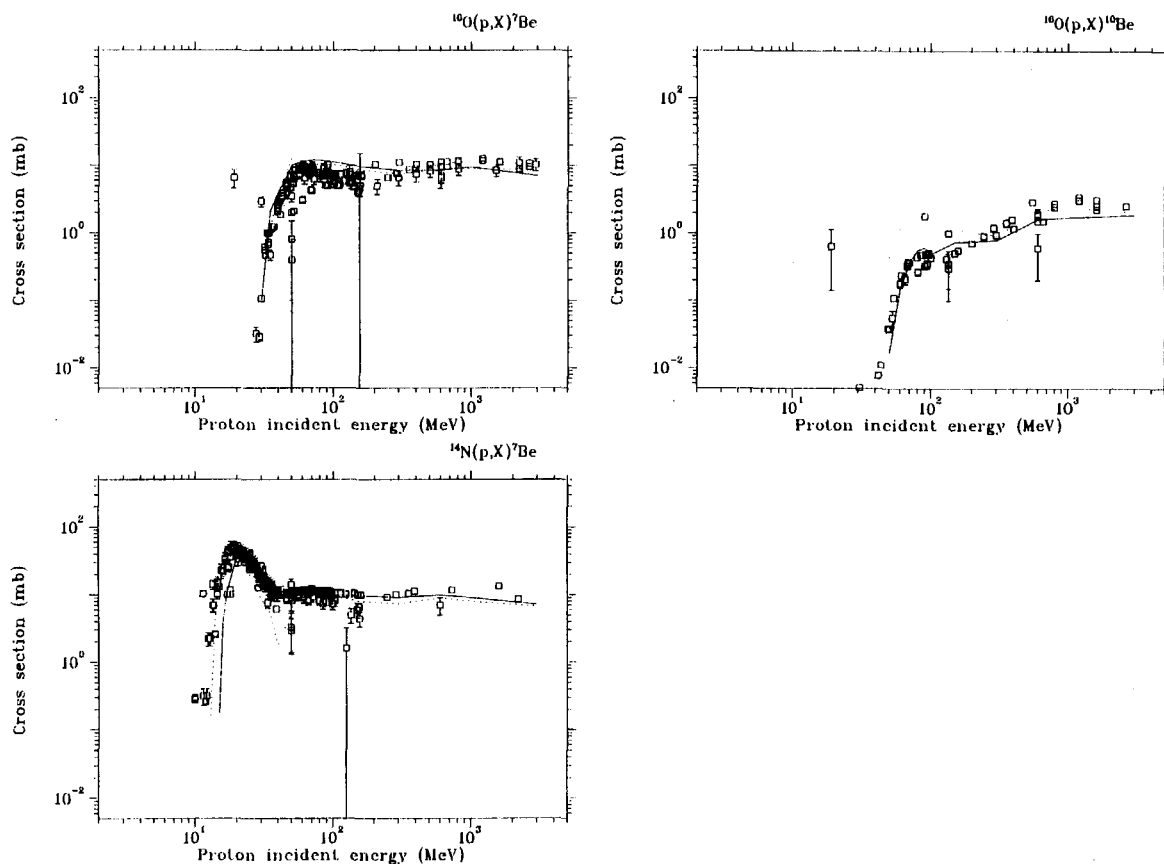 ¹⁶O(p,X)⁷Be
Cross section (mb)
10²
10⁰
10⁻²
10¹ 10² 10³
Proton incident energy (MeV)
¹⁶O(p,X)¹⁰Be
Cross section (mb)
10²
10⁰
10⁻²
10¹ 10² 10³
Proton incident energy (MeV)
¹⁴N(p,X)⁷Be
Cross section (mb)
10²
10⁰
10⁻²
10¹ 10² 10³
Proton incident energy (MeV)